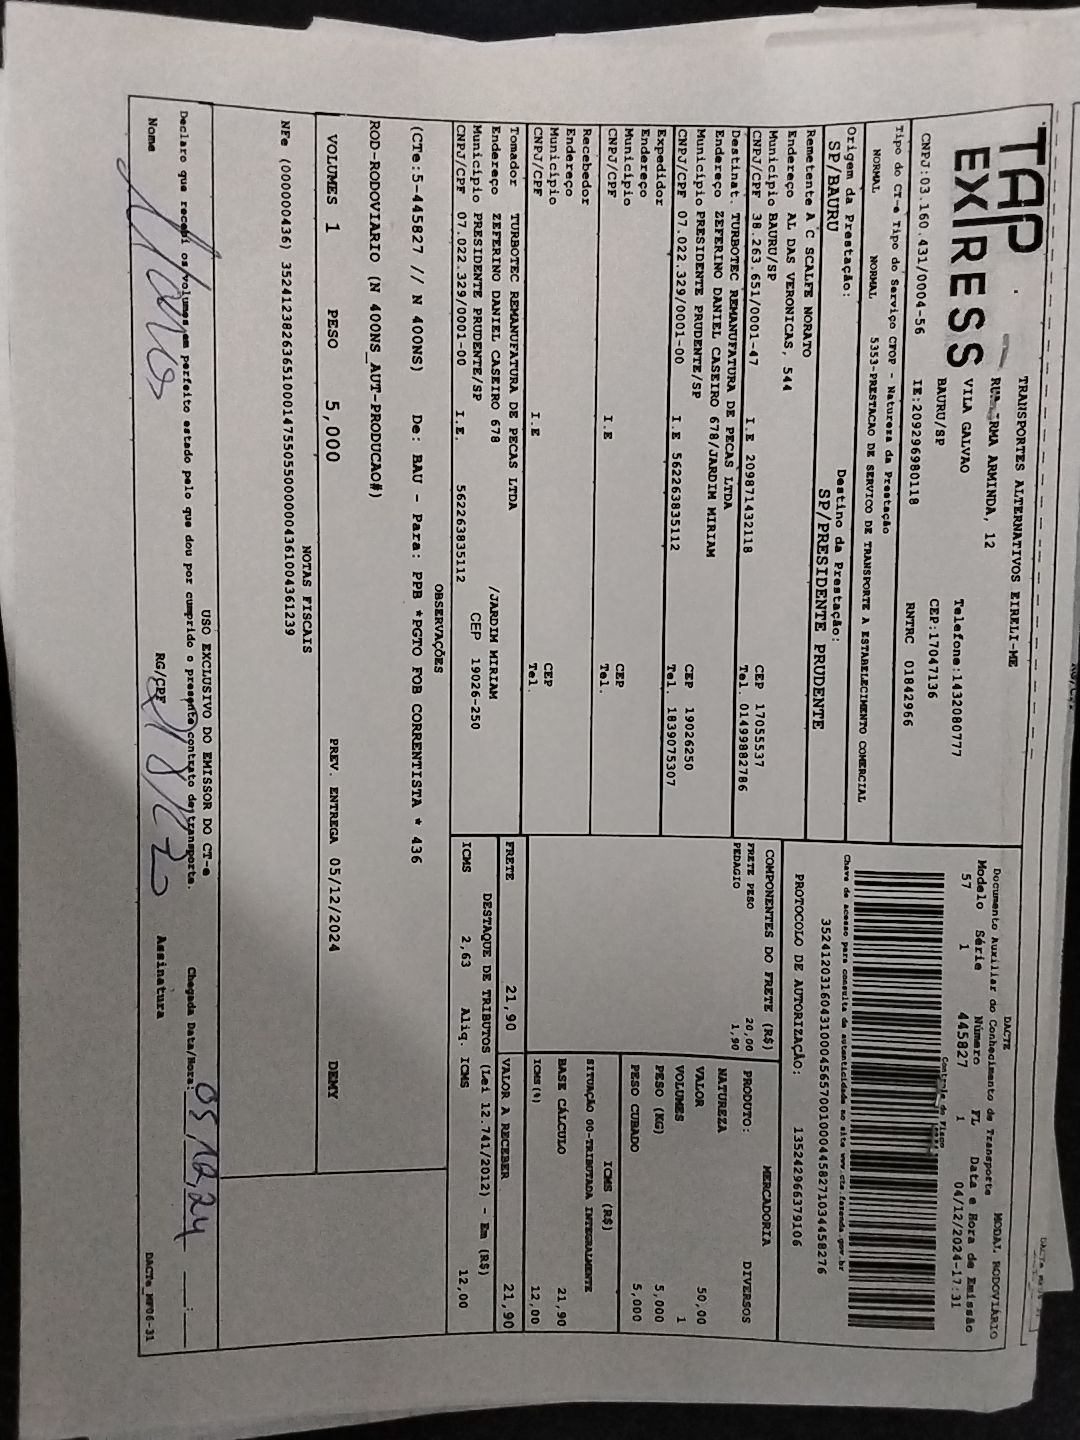 TAP EXPRESS
TRANSPORTES ALTERNATIVOS EIRELI-ME
ARMINDA, 12
VILA GALVAO Telefone:1432080777
BAURU/SP CEP:17047136
CNPJ:03.160.431/0004-56 IE:209296980118 RNTRC 01842966
Tipo do CT-e Tipo do Serviço CFOP - Natureza da Prestação
NORMAL NORMAL 5353-PRESTACAO DE SERVICO DE TRANSPORTE A ESTABELECIMENTO COMERCIAL
Origem da Prestação: Destino da Prestação:
SP/BAURU SP/PRESIDENTE PRUDENTE
Remetente A C SCALFE NORATO
Endereço AL DAS VERONICAS, 544
Município BAURU/SP CEP 17055537
CNPJ/CPF 38.263.651/0001-47 I.E 209871432118 Tel. 014998827​86
Destinat. TURBOTEC REMANUFATURA DE PECAS LTDA
Endereço ZEFERINO DANIEL CASEIRO 678/JARDIM MIRIAM
Município PRESIDENTE PRUDENTE/SP CEP 19026250
CNPJ/CPF 07.022.329/0001-00 I.E 562263835112 Tel. 1839075307
Expedidor
Endereço
Município CEP
CNPJ/CPF I.E Tel.
Recebedor
Endereço
Município CEP
CNPJ/CPF I.E Tel.
Tomador TURBOTEC REMANUFATURA DE PECAS LTDA
Endereço ZEFERINO DANIEL CASEIRO 678 /JARDIM MIRIAM
Município PRESIDENTE PRUDENTE/SP CEP 19026-250
CNPJ/CPF 07.022.329/0001-00 I.E. 562263835112
DACTE MODAL RODOVIÁRIO
Documento Auxiliar do Conhecimento de Transporte
Modelo Série Número FL Data e Hora de Emissão
57 1 445827 1 04/12/2024-17:31
Controle do Fisco
Chave de acesso para consulta de autenticidade no site www.cte.fazenda.gov.br
35241203160431000456570010004458271034458276
PROTOCOLO DE AUTORIZAÇÃO: 135242966379106
COMPONENTES DO FRETE (R$)
FRETE PESO 20,00
PEDAGIO 1,90
MERCADORIA
PRODUTO: DIVERSOS
NATUREZA
VALOR 50,00
VOLUMES 1
PESO (KG) 5,000
PESO CUBADO 5,000
ICMS (R$)
SITUAÇÃO 00-TRIBUTADA INTEGRALMENTE
BASE CÁLCULO 21,90
ICMS(%) 12,00
FRETE 21,90 VALOR A RECEBER 21,90
DESTAQUE DE TRIBUTOS (Lei 12.741/2012) - Em (R$)
ICMS 2,63 Aliq. ICMS 12,00
OBSERVAÇÕES
(CTe:5-445827 // N 400NS) De: BAU - Para: PPB *PGTO FOB CORRENTISTA * 436
ROD-RODOVIARIO (N 400NS_AUT-PRODUCAO#)
VOLUMES 1 PESO 5,000 PREV. ENTREGA 05/12/2024 DEMY
NOTAS FISCAIS
NFe (000000436) 35241238263651000147550550000004361004361239
USO EXCLUSIVO DO EMISSOR DO CT-e
Declaro que recebi os volumes em perfeito estado pelo que dou por cumprido o presente contrato de transporte. Chegada Data/Hora: 05,12,24 __:__
Nome RG/CPF Assinatura
DACTe_MF06-31